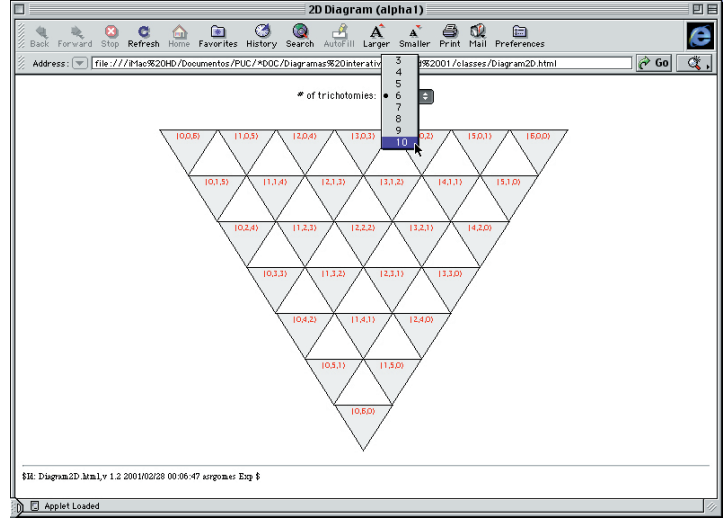 2D Diagram (alpha1)
Back Forward Stop Refresh Home Favorites History Search AutoFill Larger Smaller Print Mail Preferences
Address: file:///iMac%20HD/Documentos/PUC/*DOC/Diagramas%20interativ %2001/classes/Diagram2D.html Go
# of trichotomies:
3
4
5
• 6
7
8
9
10
(0,0,6) (1,0,5) (2,0,4) (3,0,3) 0,2) (5,0,1) (6,0,0)
(0,1,5) (1,1,4) (2,1,3) (3,1,2) (4,1,1) (5,1,0)
(0,2,4) (1,2,3) (2,2,2) (3,2,1) (4,2,0)
(0,3,3) (1,3,2) (2,3,1) (3,3,0)
(0,4,2) (1,4,1) (2,4,0)
(0,5,1) (1,5,0)
(0,6,0)
$Id: Diagram2D.html,v 1.2 2001/02/28 00:06:47 asrgomes Exp $
Applet Loaded